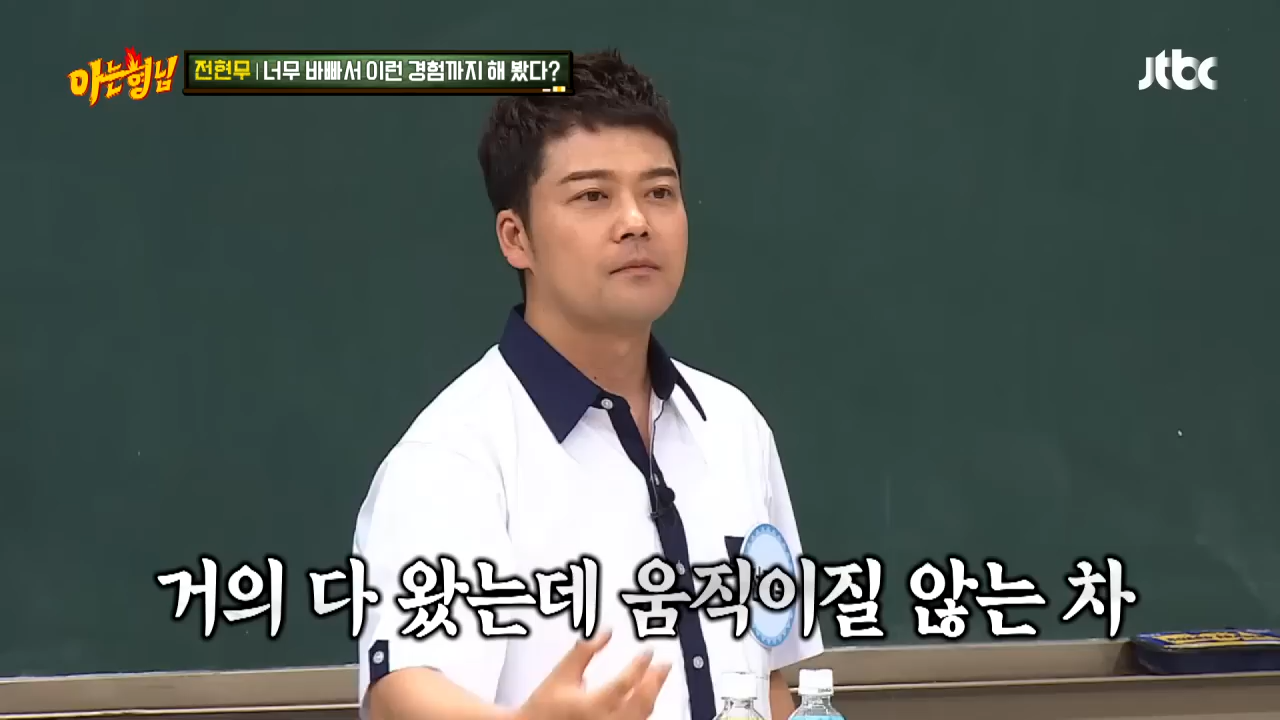 아는형님
전현무 | 너무 바빠서 이런 경험까지 해 봤다?
jtbc
거의 다 왔는데 움직이질 않는 차